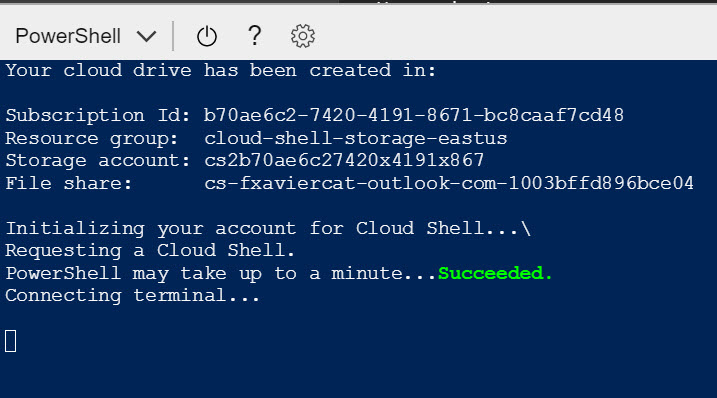 PowerShell ?
Your cloud drive has been created in:
Subscription Id: b70ae6c2-7420-4191-8671-bc8caaf7cd48
Resource group:  cloud-shell-storage-eastus
Storage account: cs2b70ae6c27420x4191x867
File share:      cs-fxaviercat-outlook-com-1003bffd896bce04
Initializing your account for Cloud Shell...\
Requesting a Cloud Shell.
PowerShell may take up to a minute...Succeeded.
Connecting terminal...